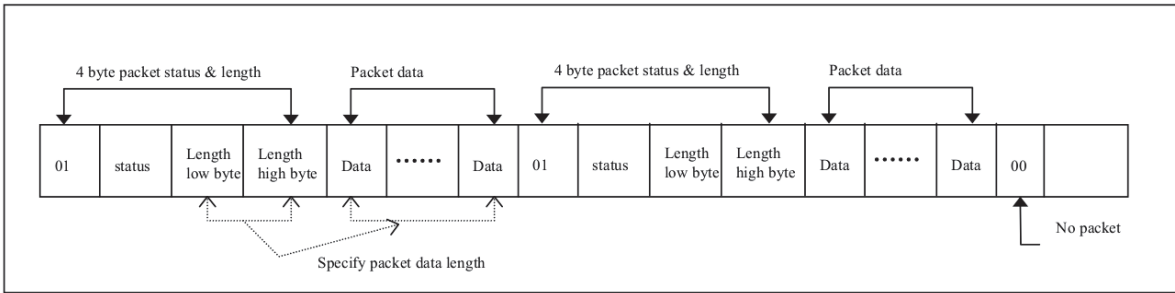 4 byte packet status & length
Packet data
4 byte packet status & length
Packet data
01
status
Length
low byte
Length
high byte
Data
••••••
Data
01
status
Length
low byte
Length
high byte
Data
••••••
Data
00
No packet
Specify packet data length